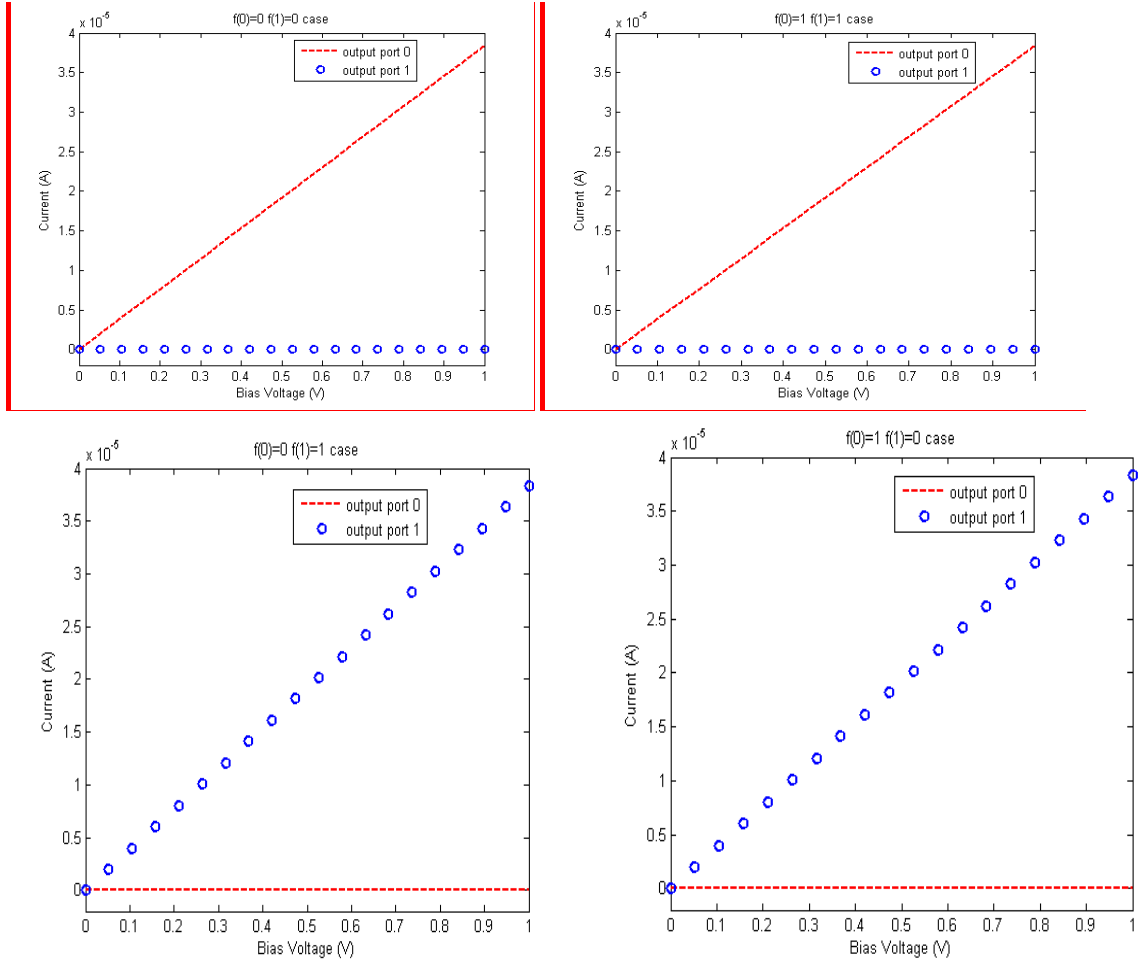 f(0)=0 f(1)=0 case
x 10⁻⁵
output port 0
output port 1
4
3.5
3
2.5
2
1.5
1
0.5
0
Current (A)
0 0.1 0.2 0.3 0.4 0.5 0.6 0.7 0.8 0.9 1
Bias Voltage (V)
f(0)=1 f(1)=1 case
x 10⁻⁵
output port 0
output port 1
4
3.5
3
2.5
2
1.5
1
0.5
0
Current (A)
0 0.1 0.2 0.3 0.4 0.5 0.6 0.7 0.8 0.9 1
Bias Voltage (V)
f(0)=0 f(1)=1 case
x 10⁻⁵
output port 0
output port 1
4
3.5
3
2.5
2
1.5
1
0.5
0
Current (A)
0 0.1 0.2 0.3 0.4 0.5 0.6 0.7 0.8 0.9 1
Bias Voltage (V)
f(0)=1 f(1)=0 case
x 10⁻⁵
output port 0
output port 1
4
3.5
3
2.5
2
1.5
1
0.5
0
Current (A)
0 0.1 0.2 0.3 0.4 0.5 0.6 0.7 0.8 0.9 1
Bias Voltage (V)